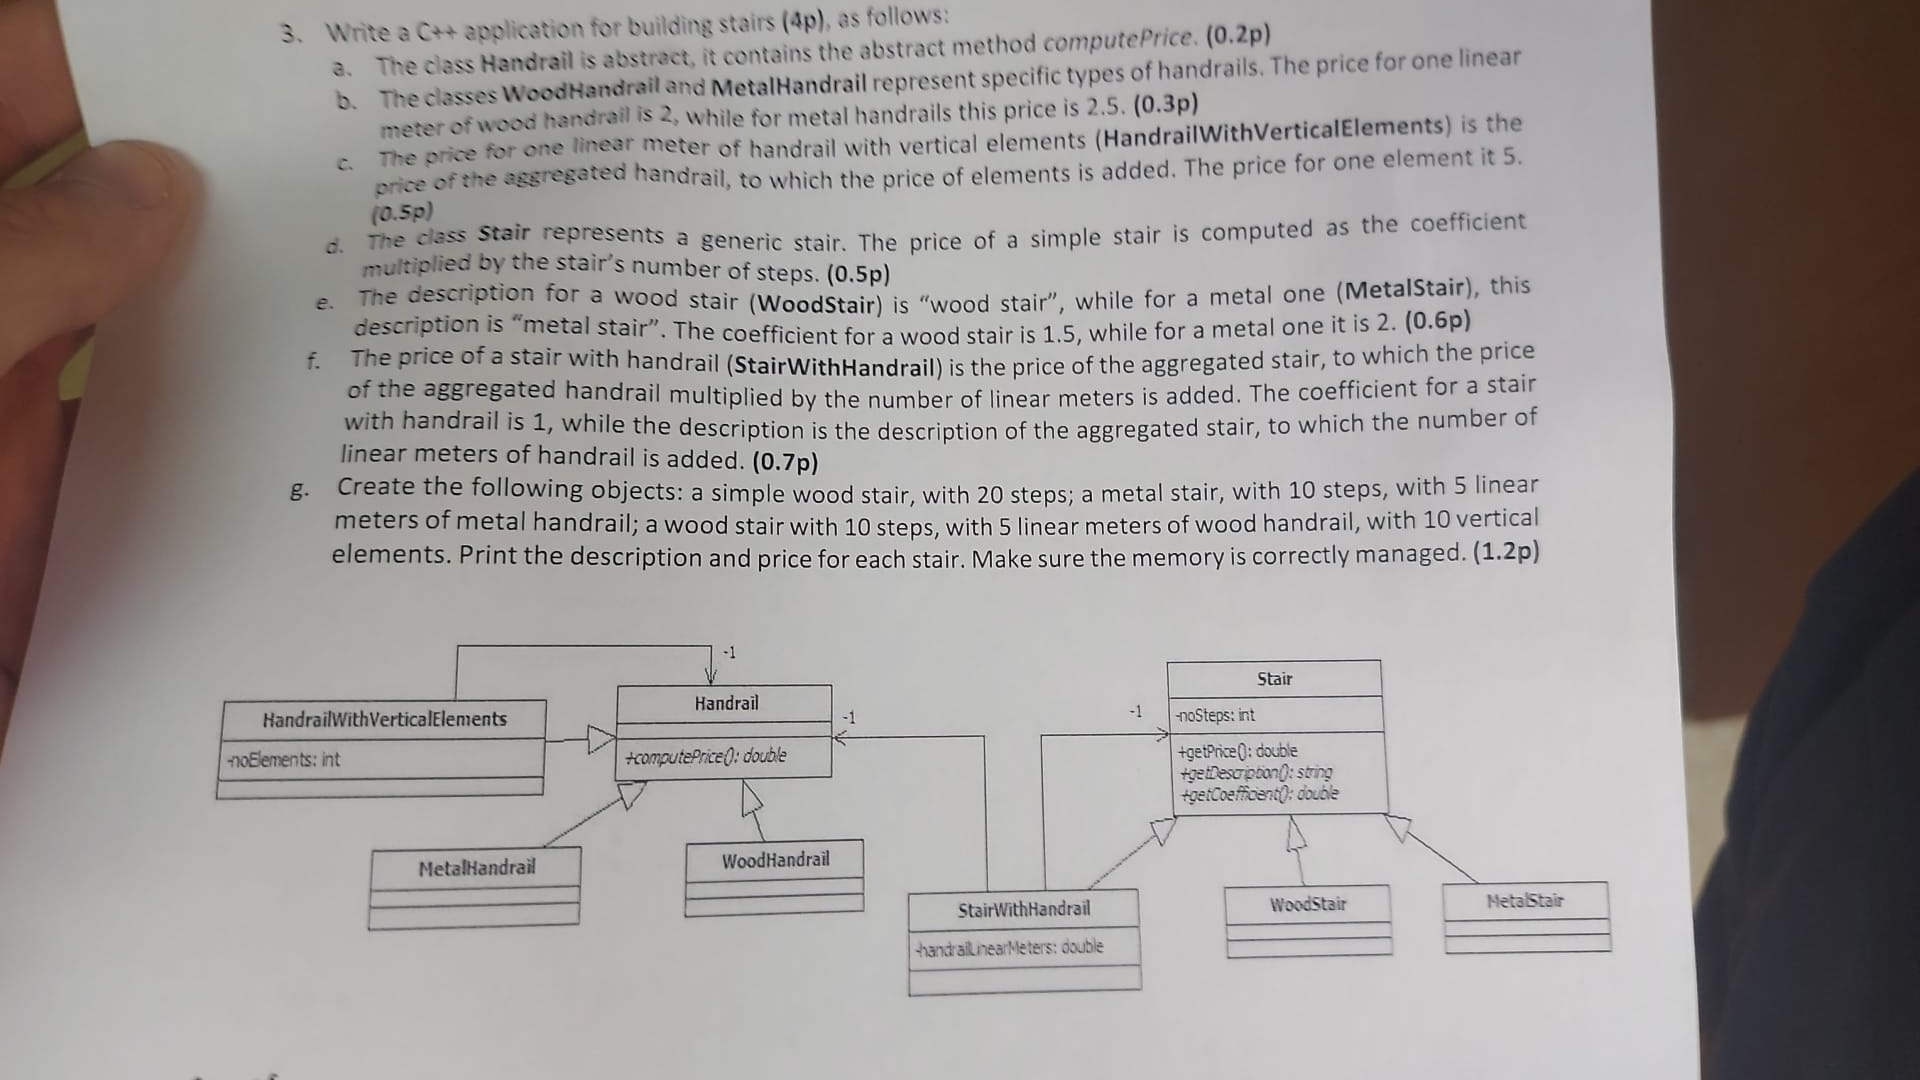 3. Write a C++ application for building stairs (4p), as follows:
a. The class Handrail is abstract, it contains the abstract method computePrice. (0.2p)
b. The classes WoodHandrail and MetalHandrail represent specific types of handrails. The price for one linear
meter of wood handrail is 2, while for metal handrails this price is 2.5. (0.3p)
c. The price for one linear meter of handrail with vertical elements (HandrailWithVerticalElements) is the
price of the aggregated handrail, to which the price of elements is added. The price for one element it 5.
(0.5p)
d. The class Stair represents a generic stair. The price of a simple stair is computed as the coefficient
multiplied by the stair's number of steps. (0.5p)
e. The description for a wood stair (WoodStair) is "wood stair", while for a metal one (MetalStair), this
description is "metal stair". The coefficient for a wood stair is 1.5, while for a metal one it is 2. (0.6p)
f. The price of a stair with handrail (StairWithHandrail) is the price of the aggregated stair, to which the price
of the aggregated handrail multiplied by the number of linear meters is added. The coefficient for a stair
with handrail is 1, while the description is the description of the aggregated stair, to which the number of
linear meters of handrail is added. (0.7p)
g. Create the following objects: a simple wood stair, with 20 steps; a metal stair, with 10 steps, with 5 linear
meters of metal handrail; a wood stair with 10 steps, with 5 linear meters of wood handrail, with 10 vertical
elements. Print the description and price for each stair. Make sure the memory is correctly managed. (1.2p)
-1
HandrailWithVerticalElements
-noElements: int
Handrail
+computePrice(): double
-1
-1
Stair
-noSteps: int
+getPrice(): double
+getDescription(): string
+getCoefficient(): double
MetalHandrail
WoodHandrail
StairWithHandrail
-handrailLinearMeters: double
WoodStair
MetalStair